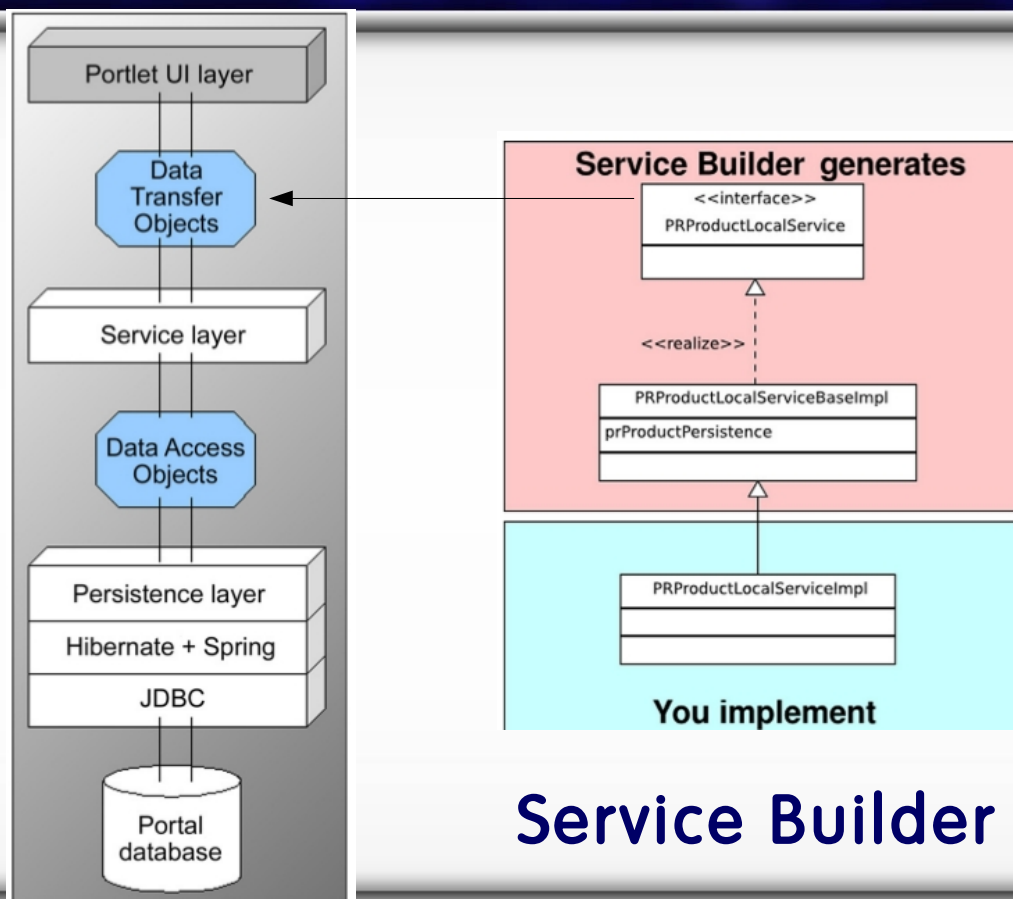 Portlet UI layer
Data
Transfer
Objects
Service layer
Data Access
Objects
Persistence layer
Hibernate + Spring
JDBC
Portal
database
Service Builder generates
<<interface>>
PRProductLocalService
<<realize>>
PRProductLocalServiceBaseImpl
prProductPersistence
PRProductLocalServiceImpl
You implement
Service Builder